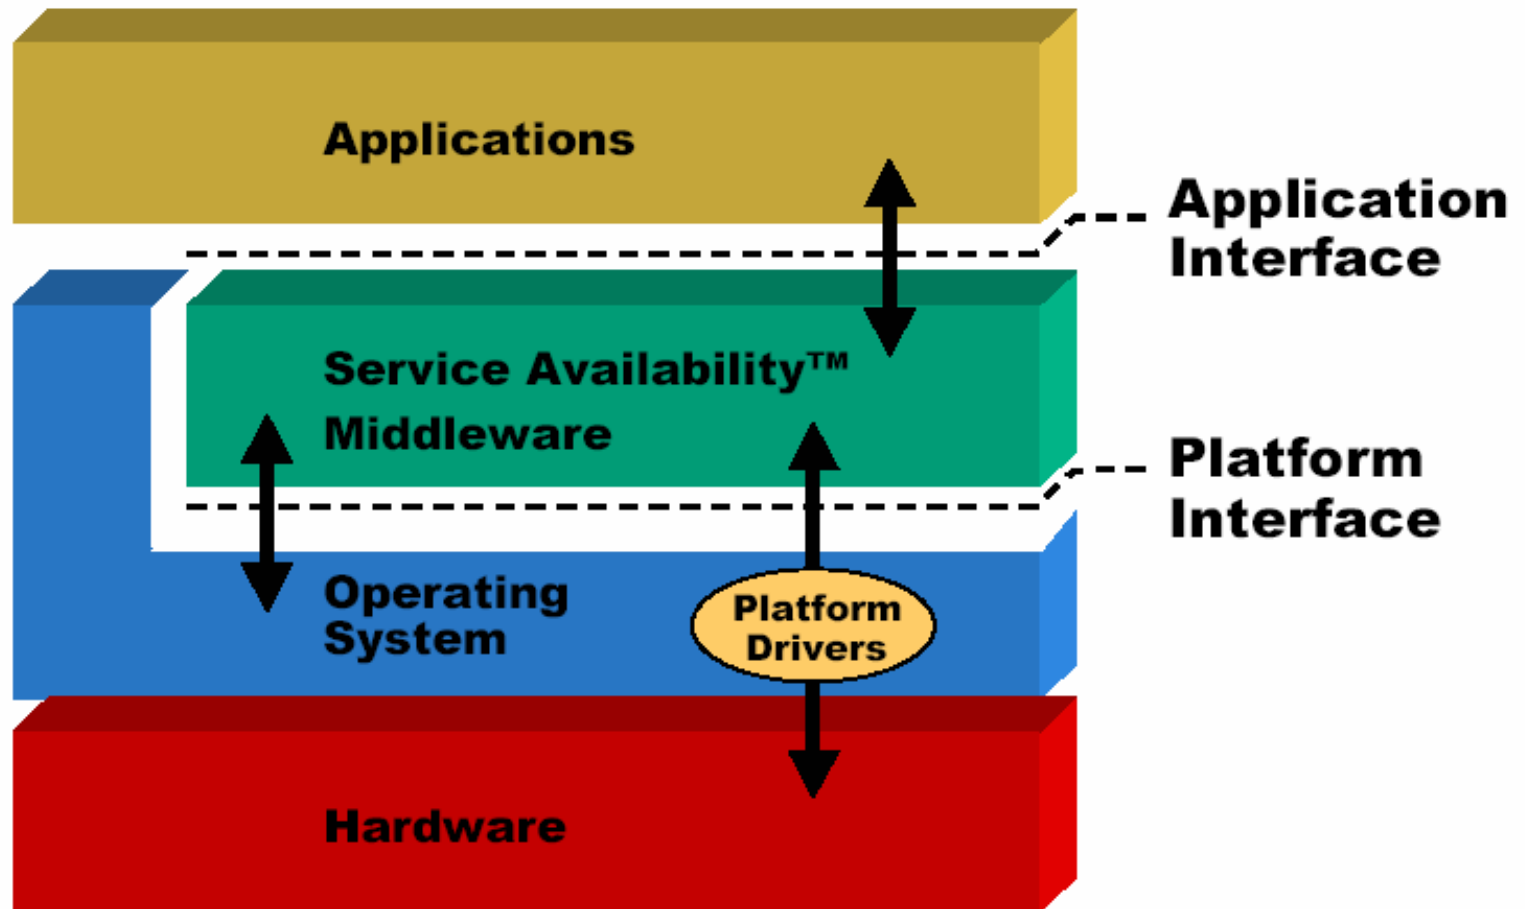 Applications
Application
Interface
Service Availability™
Middleware
Platform
Interface
Operating
System
Platform
Drivers
Hardware